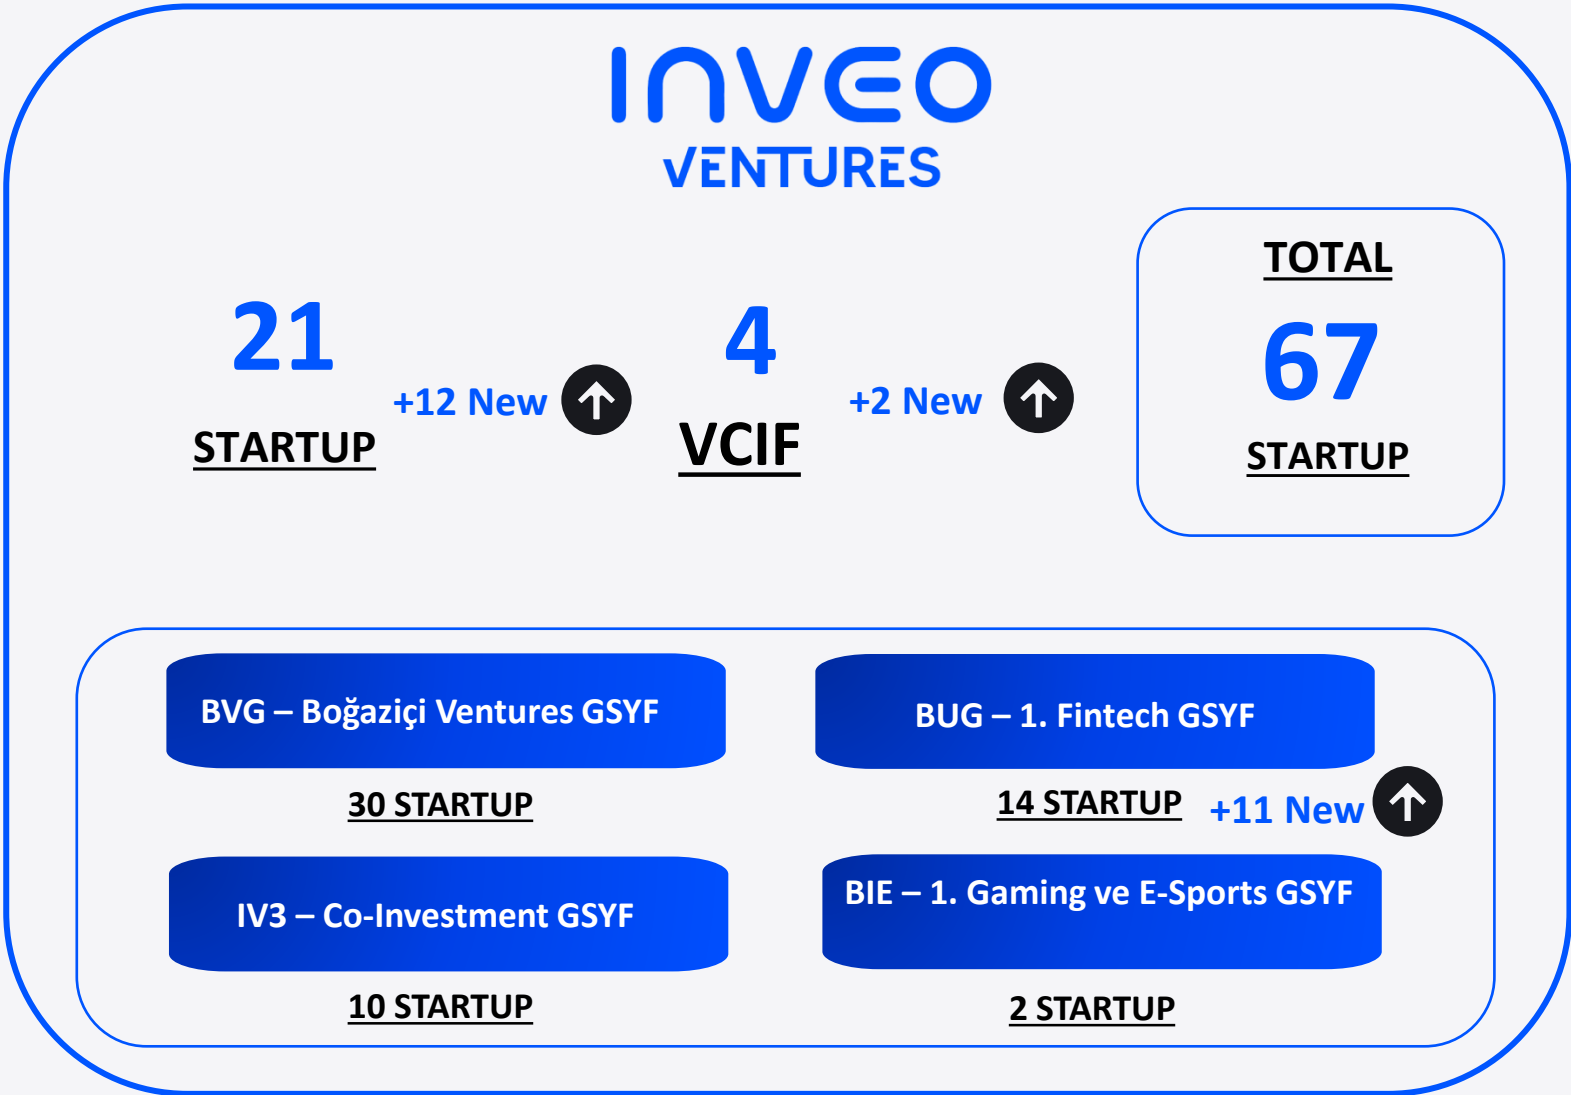 INVEO
VENTURES
21
STARTUP
+12 New
4
VCIF
+2 New
TOTAL
67
STARTUP
BVG – Boğaziçi Ventures GSYF
30 STARTUP
BUG – 1. Fintech GSYF
14 STARTUP
+11 New
IV3 – Co-Investment GSYF
10 STARTUP
BIE – 1. Gaming ve E-Sports GSYF
2 STARTUP